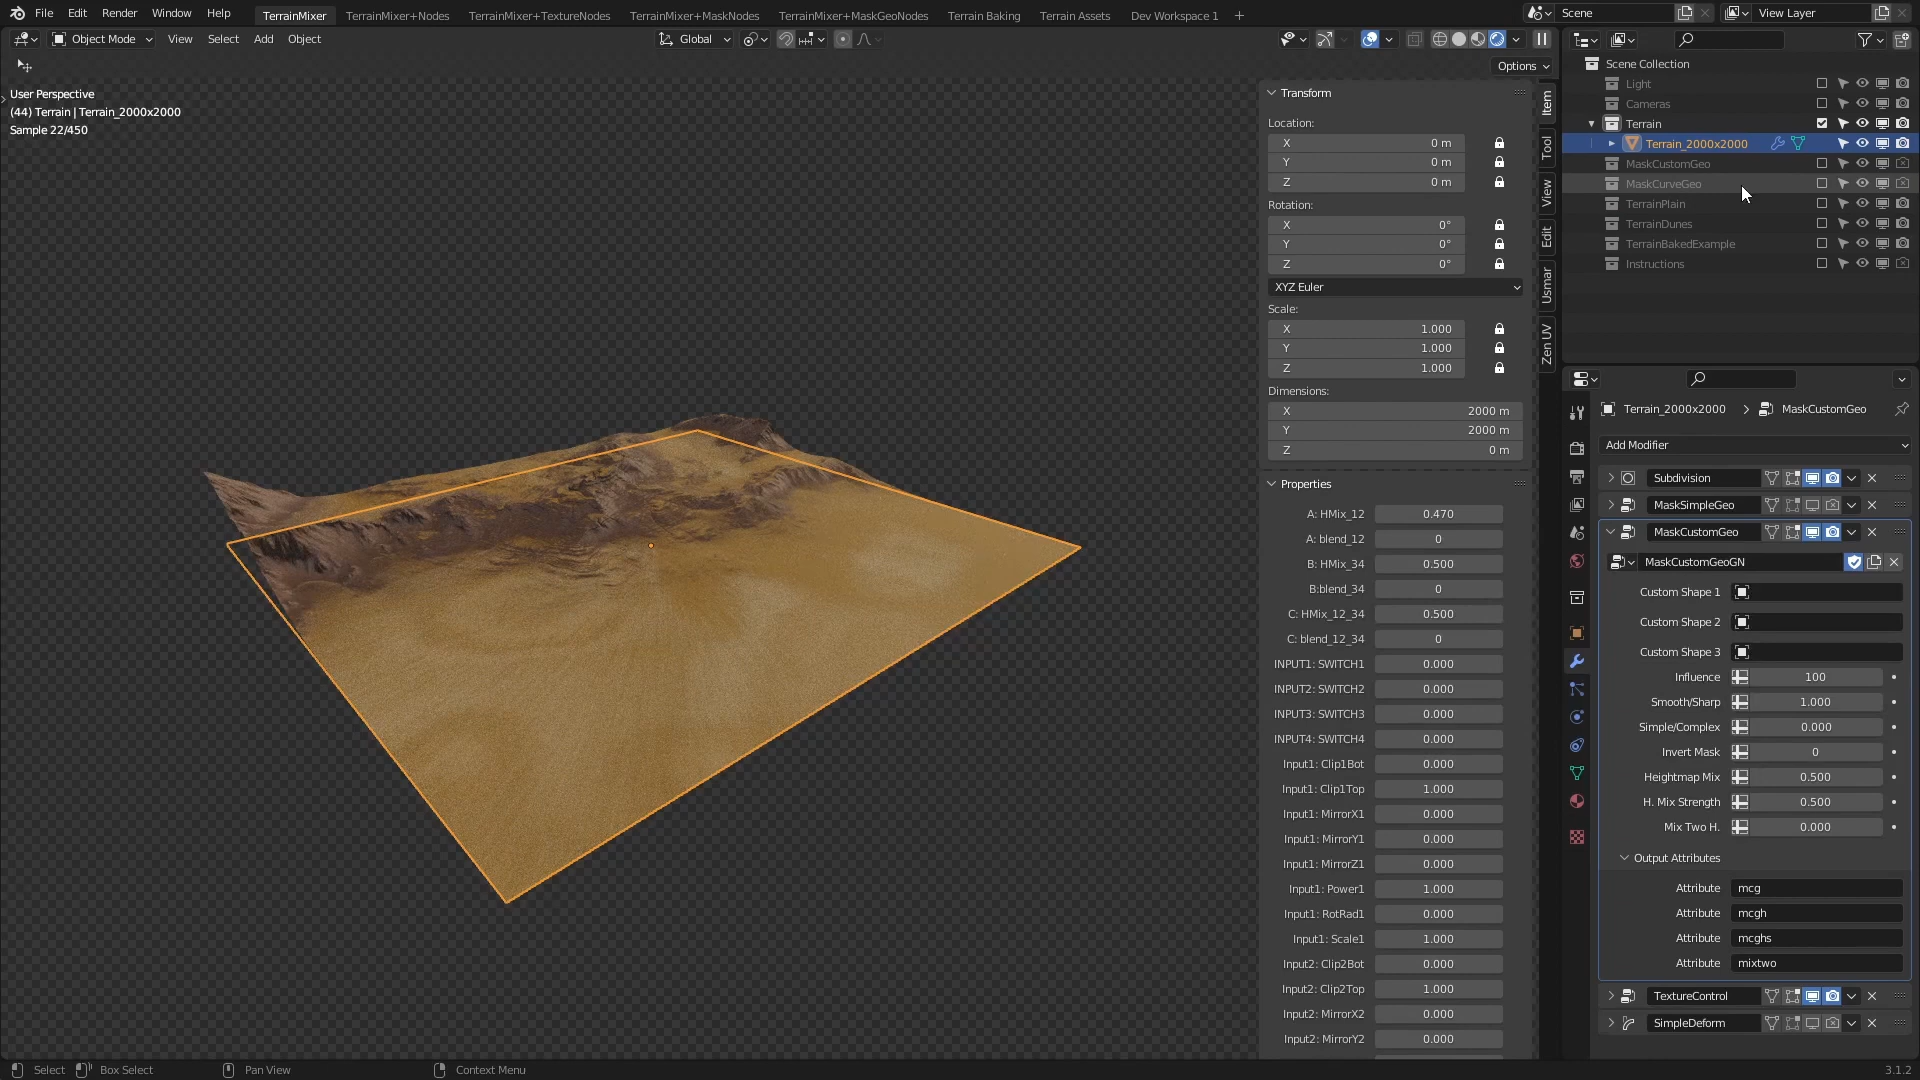 File Edit Render Window Help TerrainMixer TerrainMixer+Nodes TerrainMixer+TextureNodes TerrainMixer+MaskNodes TerrainMixer+MaskGeoNodes Terrain Baking Terrain Assets Dev Workspace 1 + Scene View Layer
Object Mode View Select Add Object Global
Options
User Perspective
(44) Terrain | Terrain_2000x2000
Sample 22/450
Transform
Location:
X 0 m
Y 0 m
Z 0 m
Rotation:
X 0°
Y 0°
Z 0°
XYZ Euler
Scale:
X 1.000
Y 1.000
Z 1.000
Dimensions:
X 2000 m
Y 2000 m
Z 0 m
Properties
A: HMix_12 0.470
A: blend_12 0
B: HMix_34 0.500
B:blend_34 0
C: HMix_12_34 0.500
C: blend_12_34 0
INPUT1: SWITCH1 0.000
INPUT2: SWITCH2 0.000
INPUT3: SWITCH3 0.000
INPUT4: SWITCH4 0.000
Input1: Clip1Bot 0.000
Input1: Clip1Top 1.000
Input1: MirrorX1 0.000
Input1: MirrorY1 0.000
Input1: MirrorZ1 0.000
Input1: Power1 1.000
Input1: RotRad1 0.000
Input1: Scale1 1.000
Input2: Clip2Bot 0.000
Input2: Clip2Top 1.000
Input2: MirrorX2 0.000
Input2: MirrorY2 0.000
Item
Tool
View
Edit
Usmar
Zen UV
Scene Collection
Light
Cameras
Terrain
Terrain_2000x2000
MaskCustomGeo
MaskCurveGeo
TerrainPlain
TerrainDunes
TerrainBakedExample
Instructions
Terrain_2000x2000 > MaskCustomGeo
Add Modifier
Subdivision
MaskSimpleGeo
MaskCustomGeo
MaskCustomGeoGN
Custom Shape 1
Custom Shape 2
Custom Shape 3
Influence 100
Smooth/Sharp 1.000
Simple/Complex 0.000
Invert Mask 0
Heightmap Mix 0.500
H. Mix Strength 0.500
Mix Two H. 0.000
Output Attributes
Attribute mcg
Attribute mcgh
Attribute mcghs
Attribute mixtwo
TextureControl
SimpleDeform
Select Box Select Pan View Context Menu 3.1.2